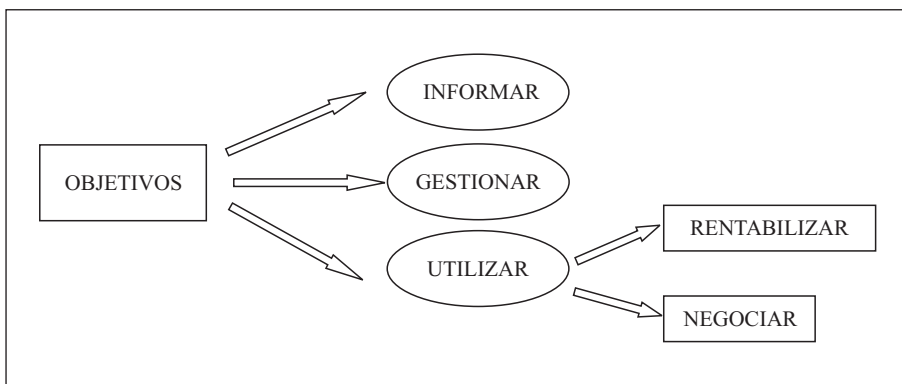 OBJETIVOS
INFORMAR
GESTIONAR
UTILIZAR
RENTABILIZAR
NEGOCIAR